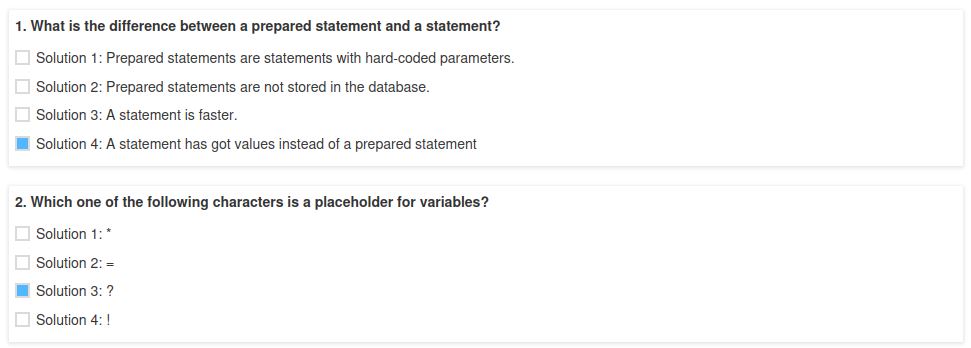 1. What is the difference between a prepared statement and a statement?
Solution 1: Prepared statements are statements with hard-coded parameters.
Solution 2: Prepared statements are not stored in the database.
Solution 3: A statement is faster.
Solution 4: A statement has got values instead of a prepared statement
2. Which one of the following characters is a placeholder for variables?
Solution 1: *
Solution 2: =
Solution 3: ?
Solution 4: !